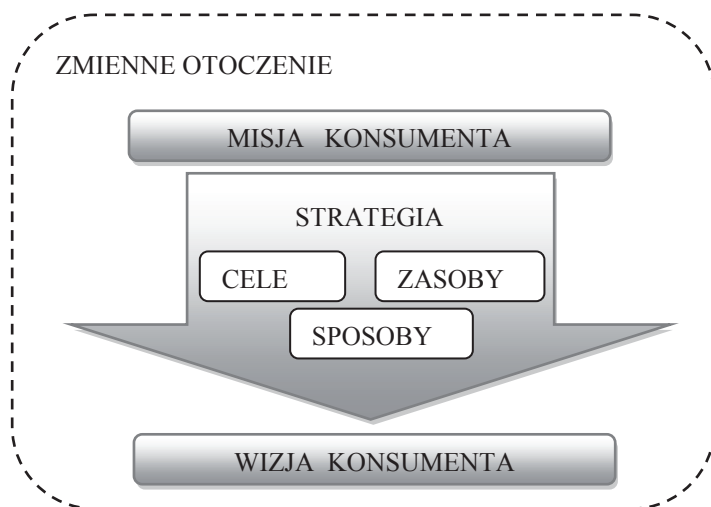 ZMIENNE OTOCZENIE
MISJA KONSUMENTA
STRATEGIA
CELE ZASOBY
SPOSOBY
WIZJA KONSUMENTA